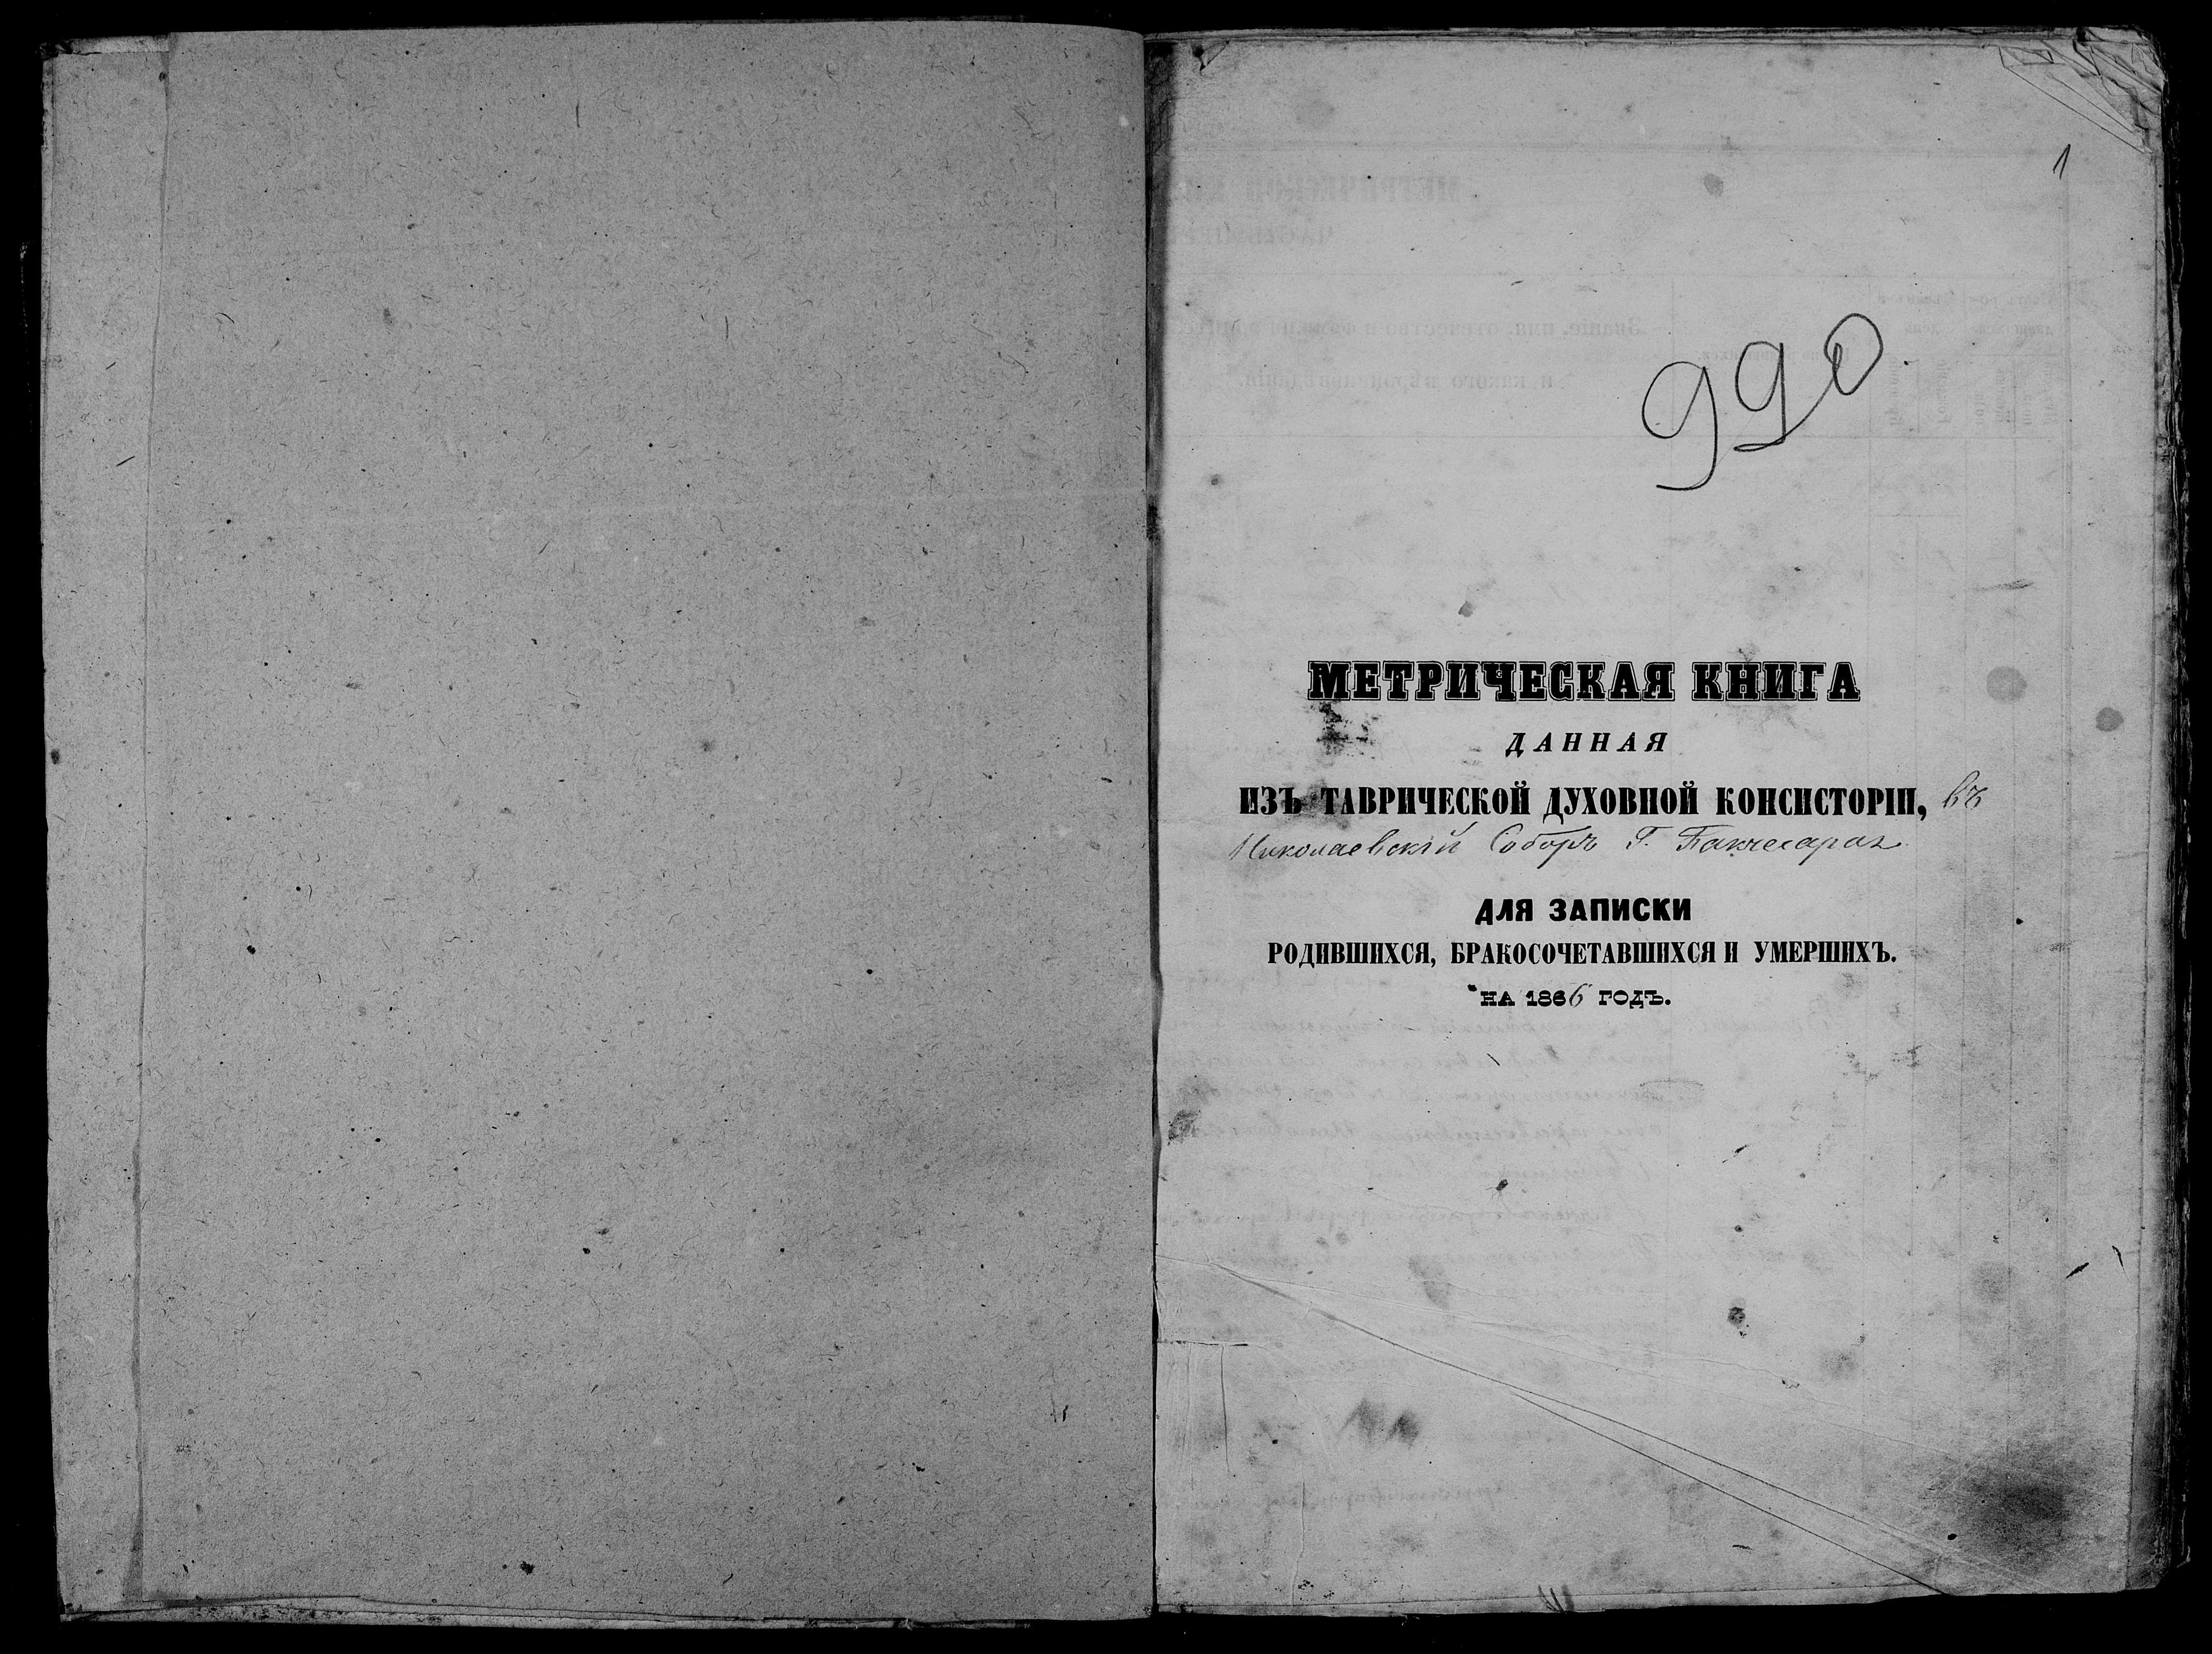 1
990.
МЕТРИЧЕСКАЯ КНИГА
ДАННАЯ
ИЗЪ ТАВРИЧЕСКОЙ ДУХОВНОЙ КОНСИСТОРІИ, въ
Николаевскій Соборъ Г. Бакчесарая
ДЛЯ ЗАПИСКИ
РОДИВШИХСЯ, БРАКОСОЧЕТАВШИХСЯ И УМЕРШИХЪ.
НА 1866 ГОДЪ.